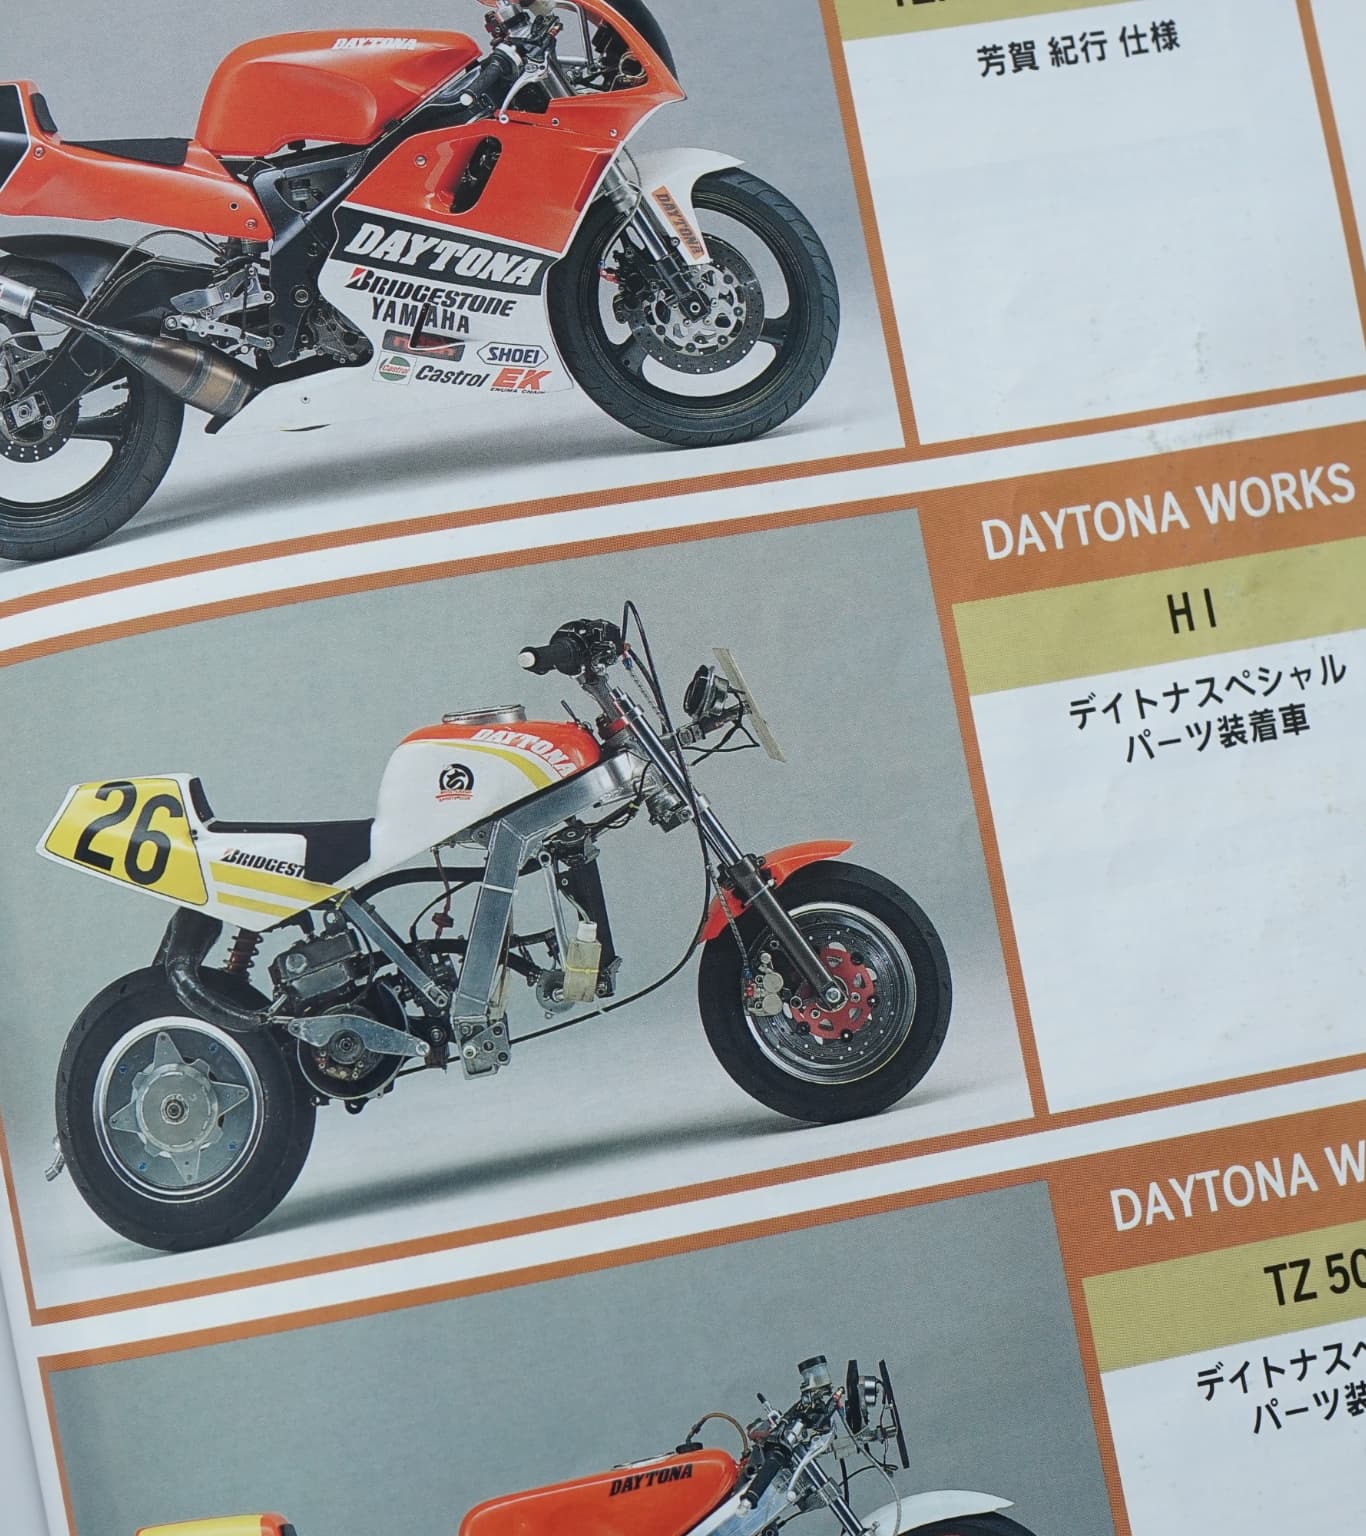 芳賀 紀行 仕様
DAYTONA
DAYTONA
DAYTONA
BRIDGESTONE
YAMAHA
SHOEI
Castrol
Castrol
EK
ENUMA CHAIN
DAYTONA WORKS
H I
デイトナスペシャル
パーツ装着車
DAYTONA
26
BRIDGEST
DAYTONA W
TZ 50
デイトナスペ
パーツ装
DAYTONA